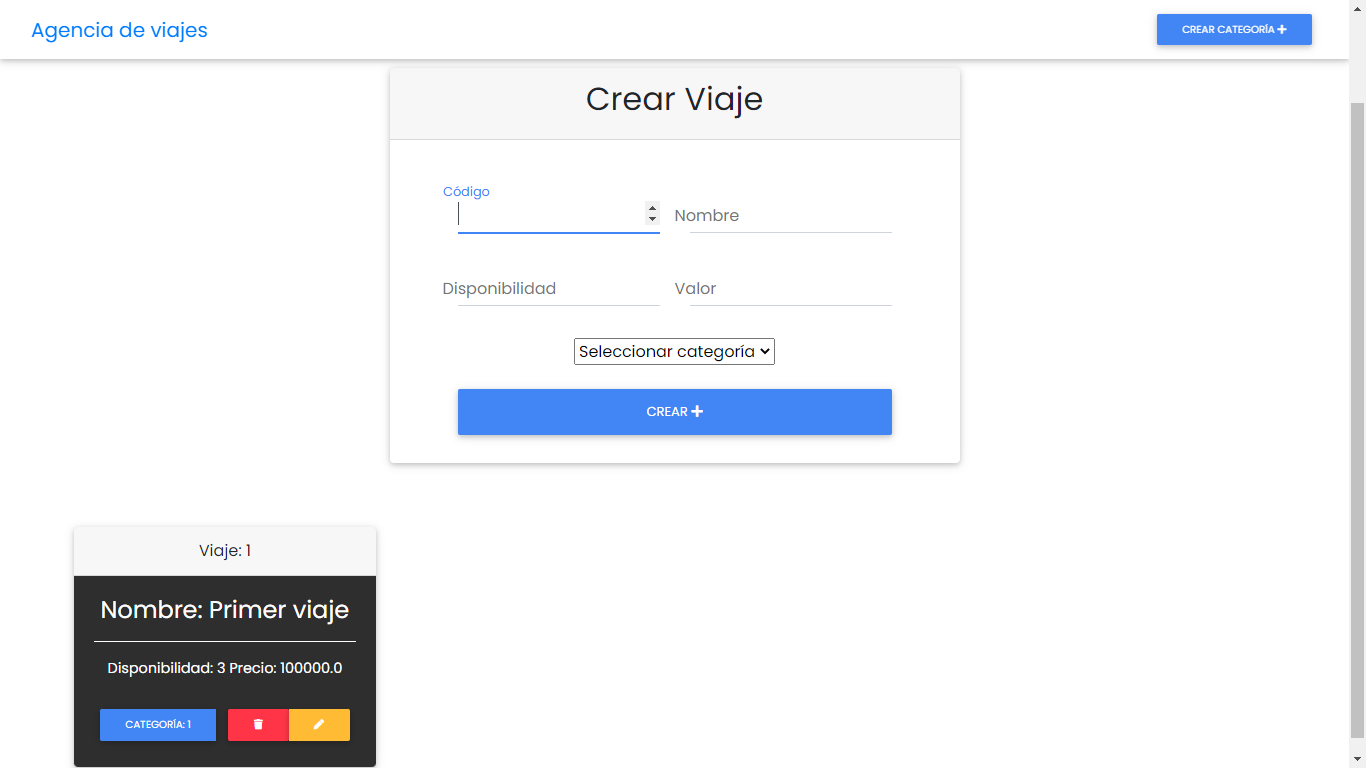 Agencia de viajes
CREAR CATEGORÍA
Crear Viaje
Código
Nombre
Disponibilidad
Valor
Seleccionar categoría
CREAR
Viaje: 1
Nombre: Primer viaje
Disponibilidad: 3 Precio: 100000.0
CATEGORÍA: 1